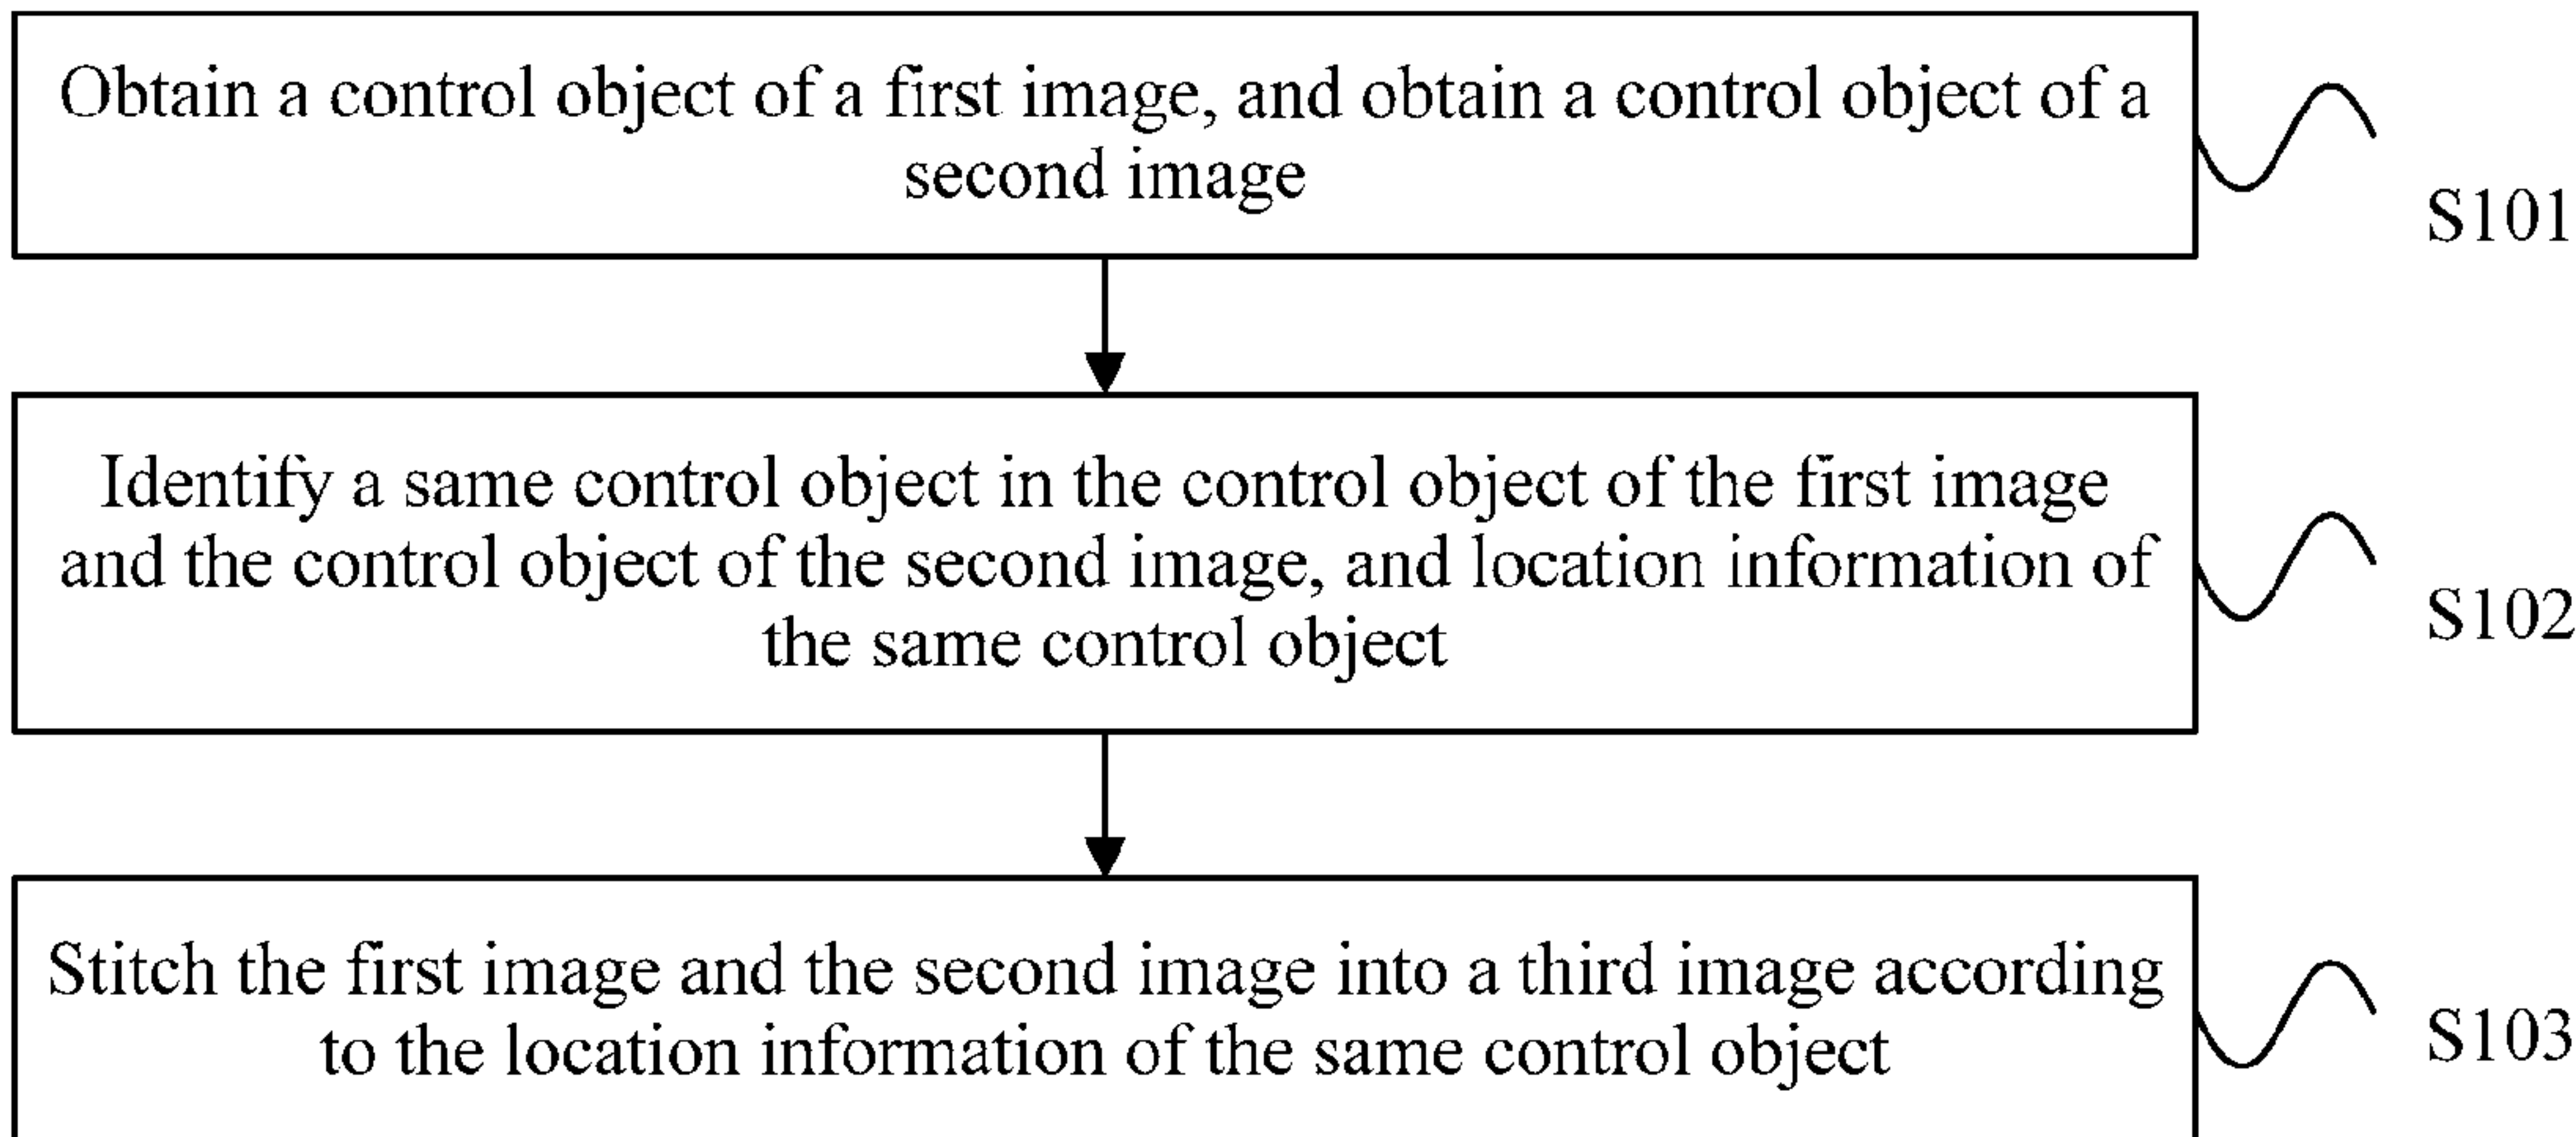 Obtain a control object of a first image, and obtain a control object of a
second image
S101
Identify a same control object in the control object of the first image
and the control object of the second image, and location information of
the same control object
S102
Stitch the first image and the second image into a third image according
to the location information of the same control object
S103